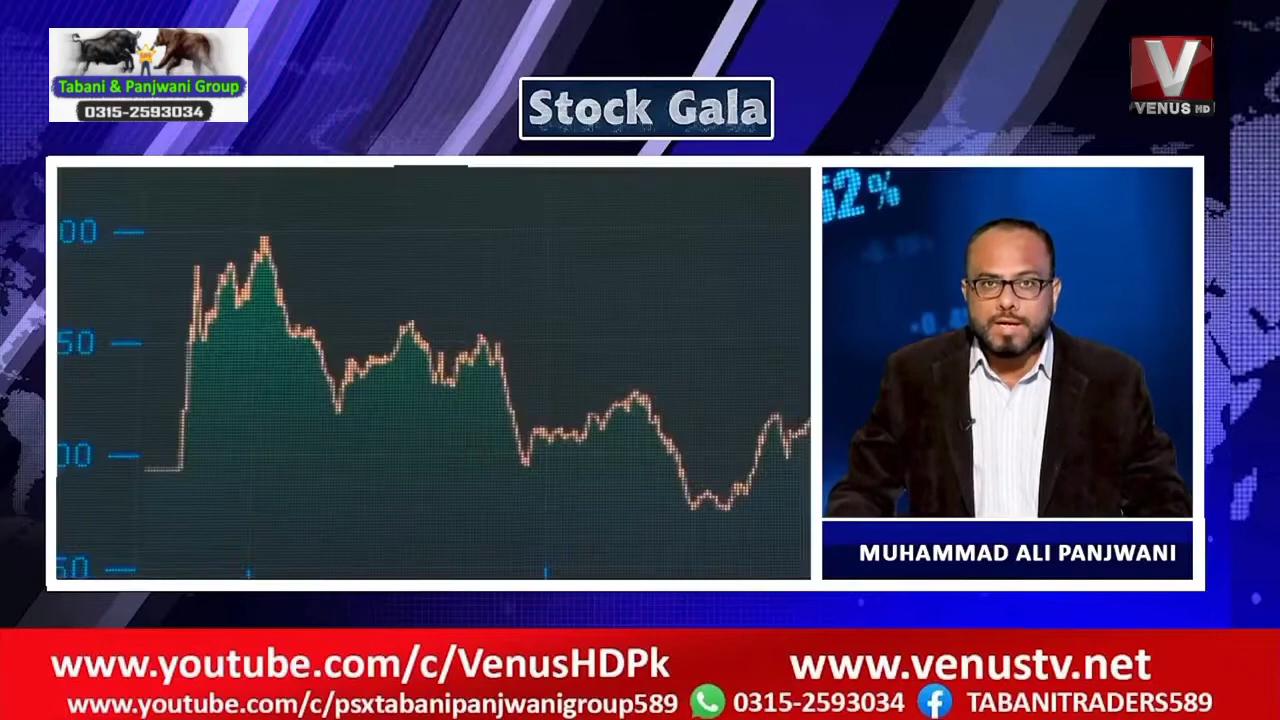 Tabani & Panjwani Group
0315-2593034
Stock Gala
VENUS HD
00
50
00
50
52%
MUHAMMAD ALI PANJWANI
www.youtube.com/c/VenusHDPk
www.venustv.net
www.youtube.com/c/psxtabanipanjwanigroup589
0315-2593034
TABANITRADERS589